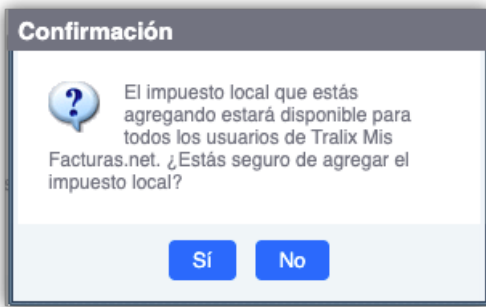 Confirmación
El impuesto local que estás
agregando estará disponible para
todos los usuarios de Tralix Mis
Facturas.net. ¿Estás seguro de agregar el
impuesto local?
Sí
No